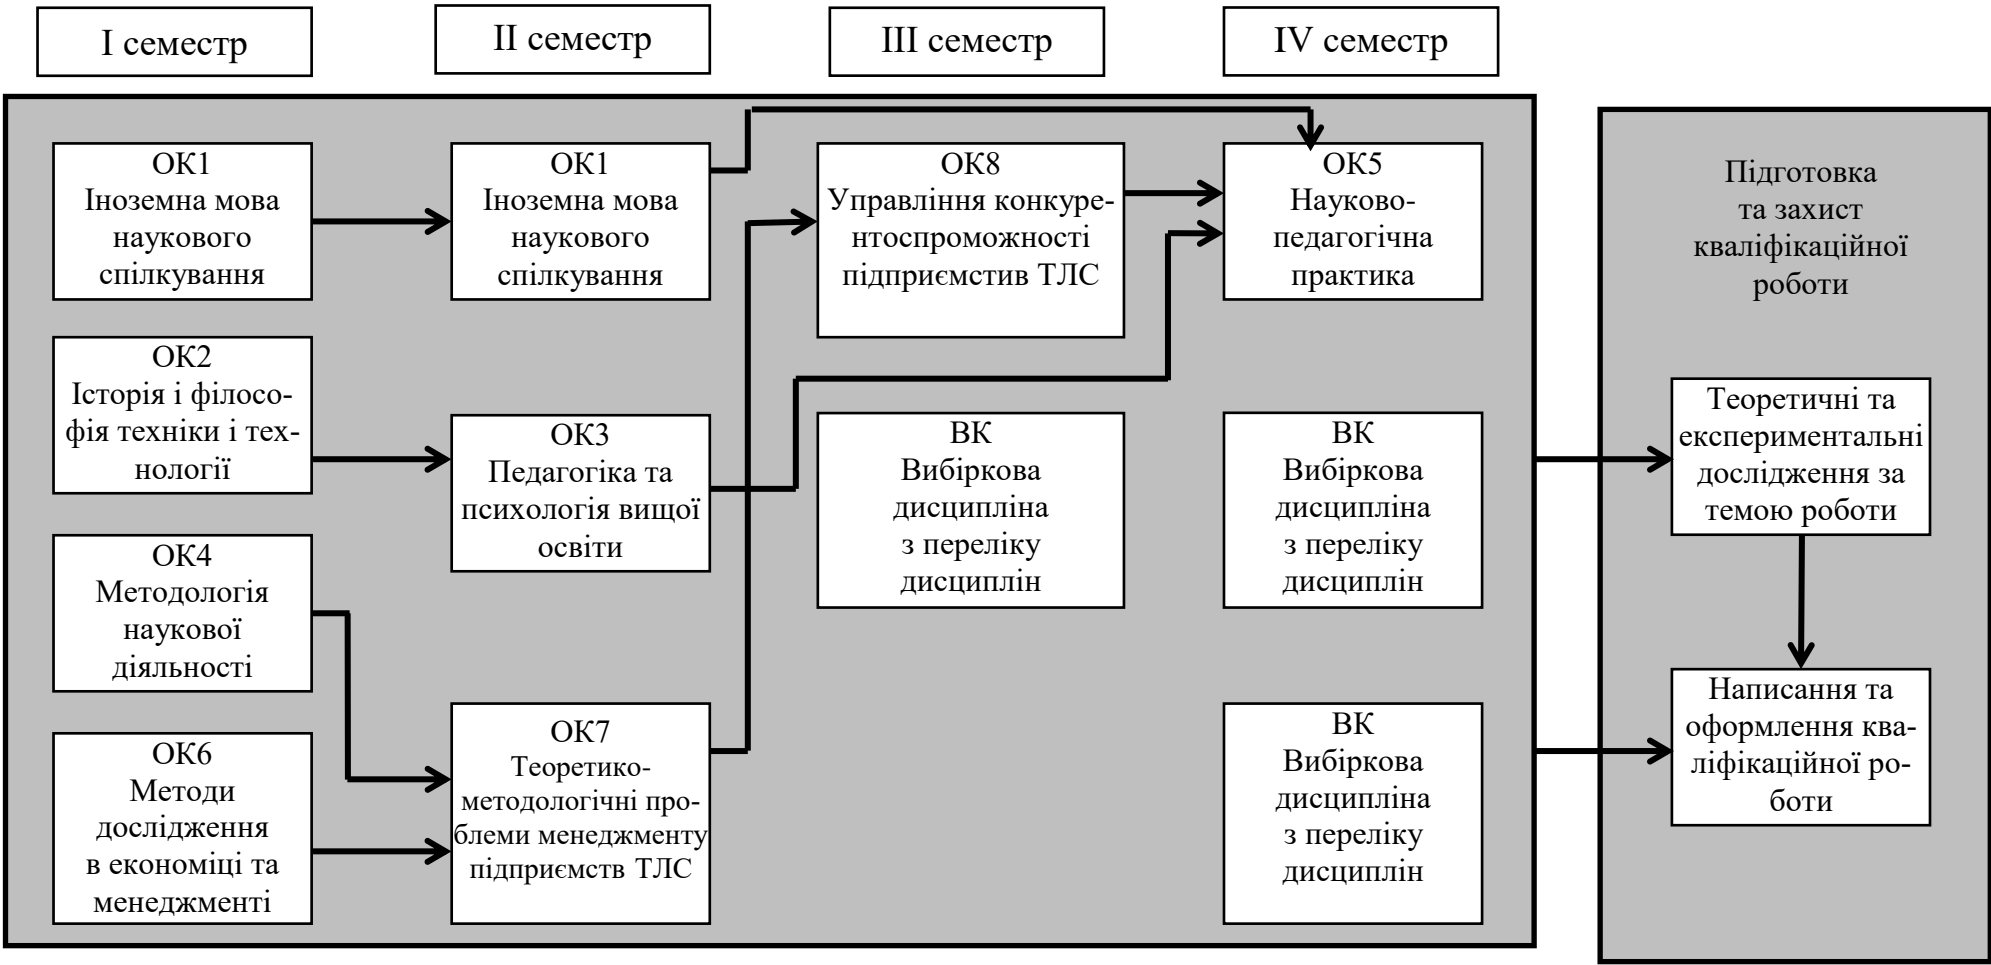 I семестр
II семестр
III семестр
IV семестр
ОК1
Іноземна мова
наукового
спілкування
ОК2
Історія і філосо-
фія техніки і тех-
нології
ОК4
Методологія
наукової
діяльності
ОК6
Методи
дослідження
в економіці та
менеджменті
ОК1
Іноземна мова
наукового
спілкування
ОК3
Педагогіка та
психологія вищої
освіти
ОК7
Теоретико-
методологічні про-
блеми менеджменту
підприємств ТЛС
ОК8
Управління конкуре-
нтоспроможності
підприємстив ТЛС
ВК
Вибіркова
дисципліна
з переліку
дисциплін
ОК5
Науково-
педагогічна
практика
ВК
Вибіркова
дисципліна
з переліку
дисциплін
ВК
Вибіркова
дисципліна
з переліку
дисциплін
Підготовка
та захист
кваліфікаційної
роботи
Теоретичні та
експериментальні
дослідження за
темою роботи
Написання та
оформлення ква-
ліфікаційної ро-
боти